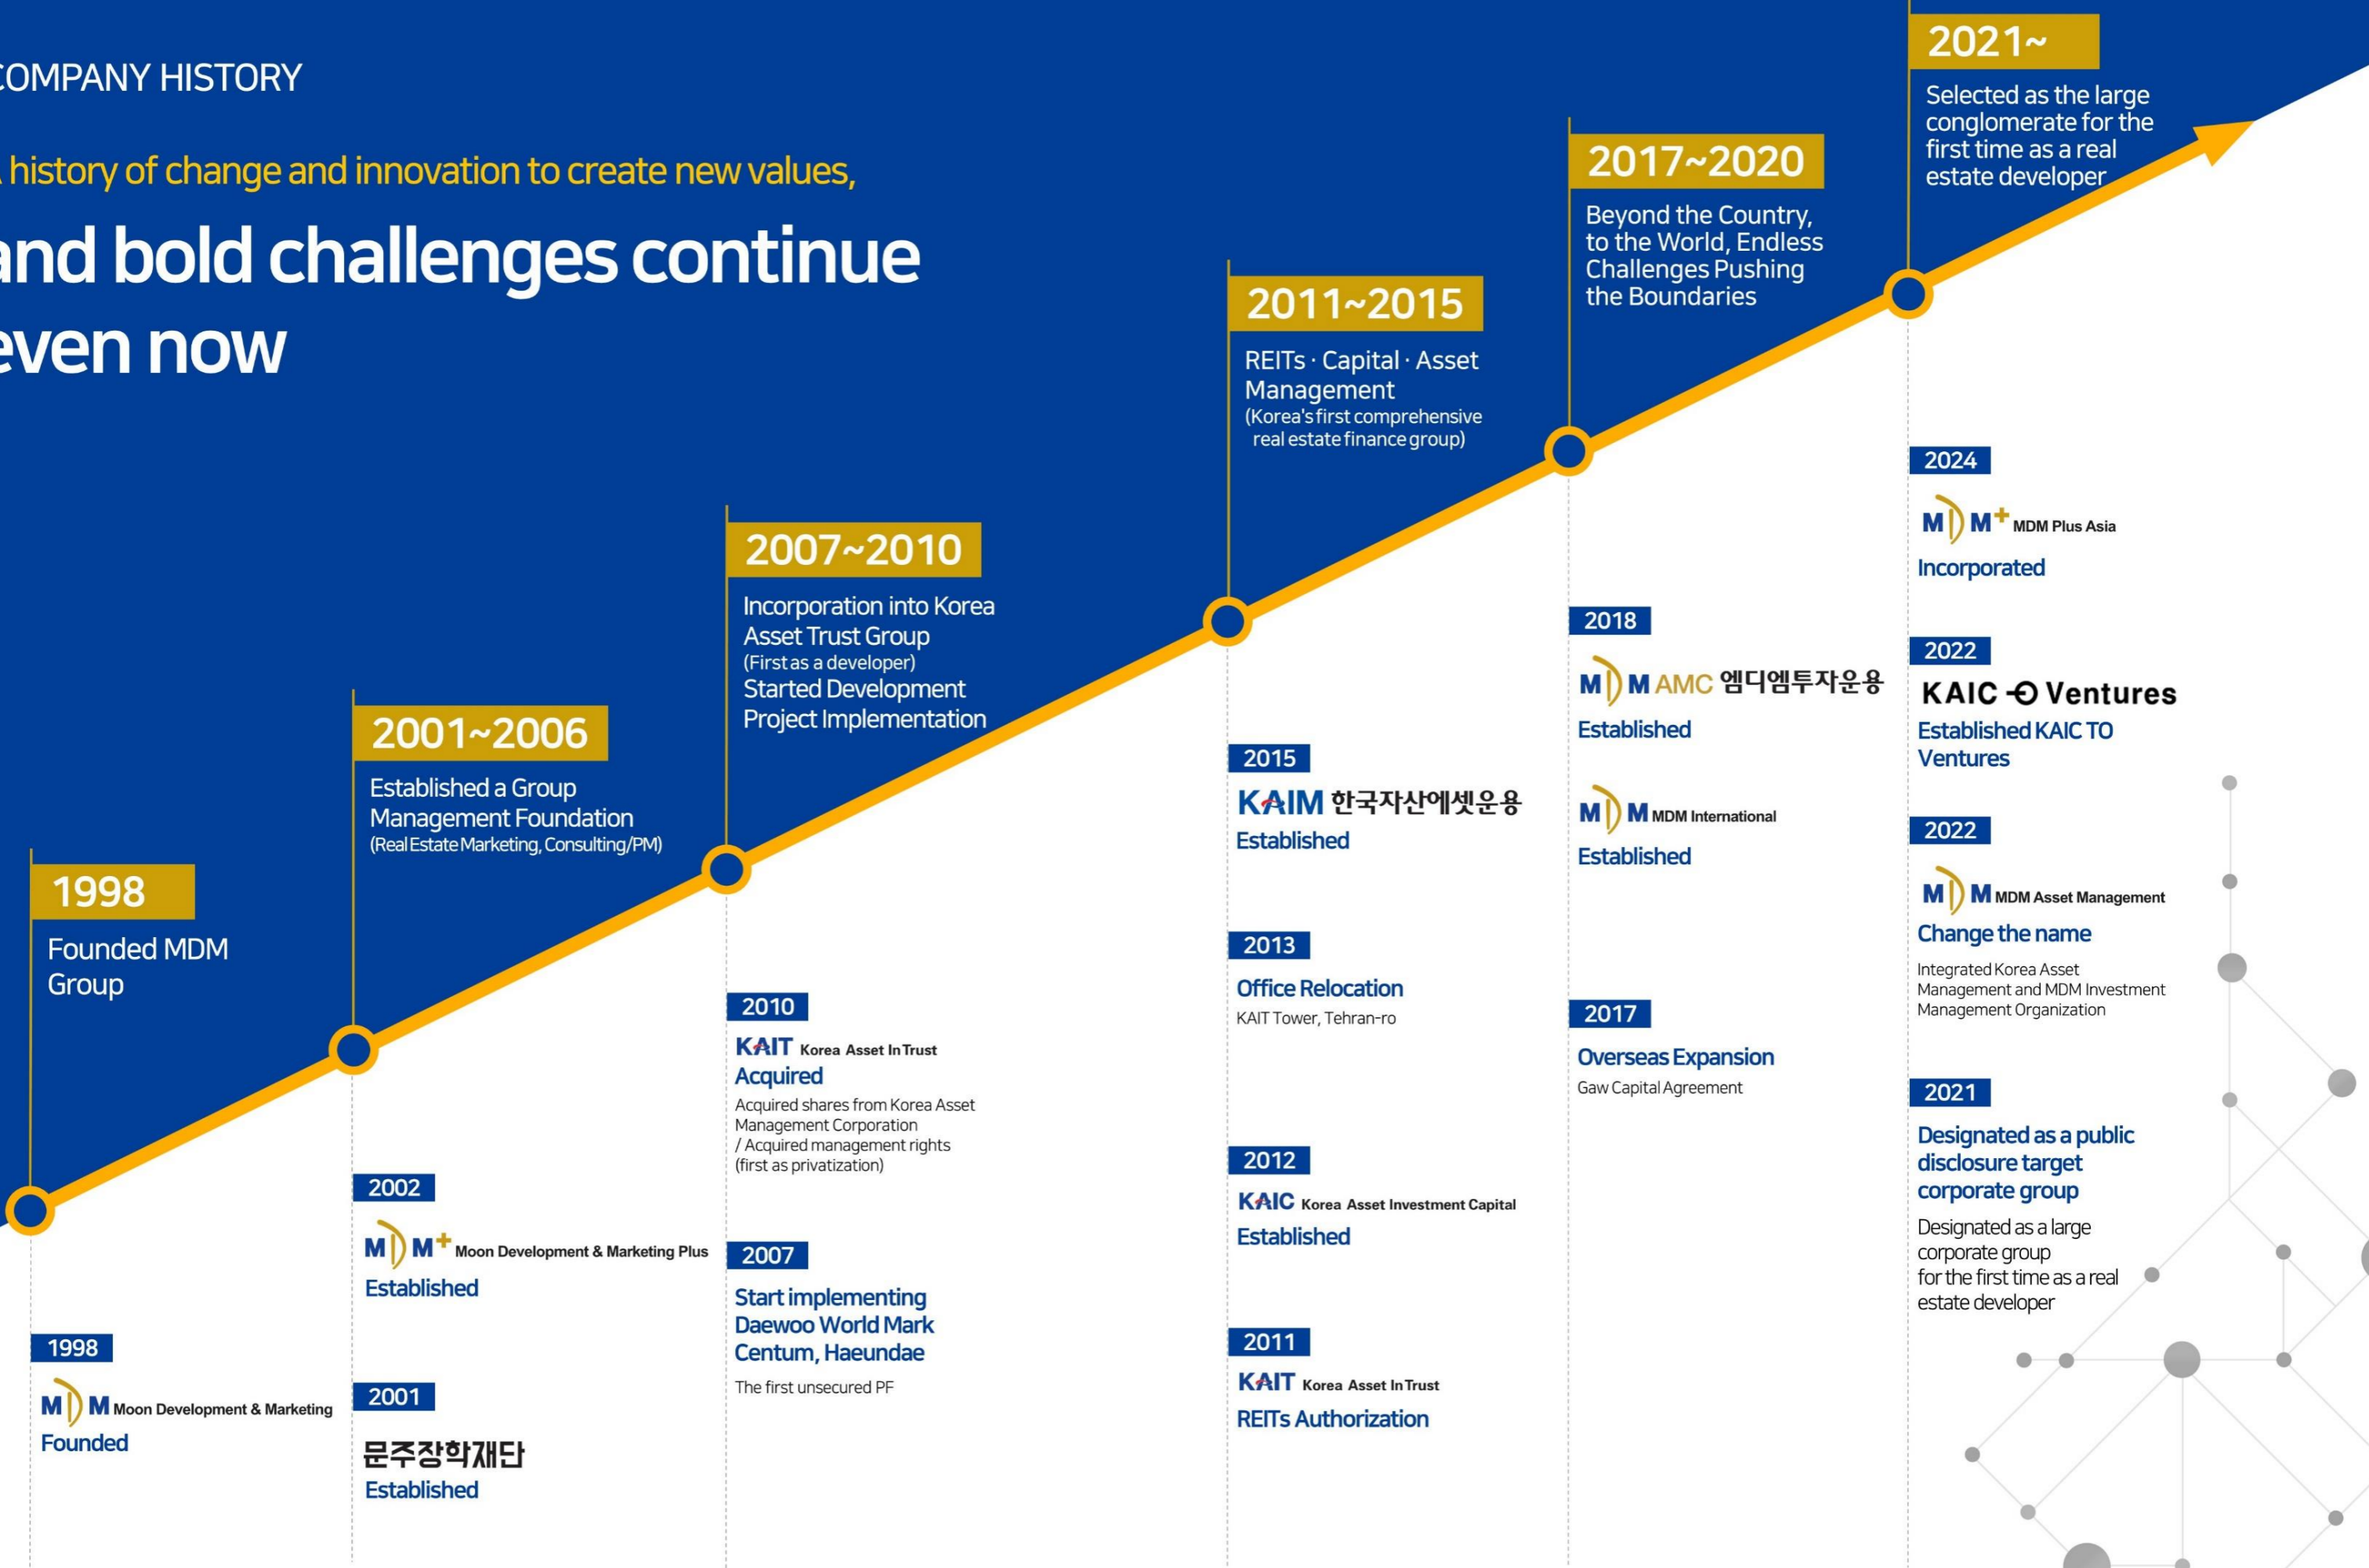 COMPANY HISTORY
history of change and innovation to create new values,
and bold challenges continue
even now
1998
Founded MDM
Group
1998
MDM Moon Development & Marketing
Founded
2001~2006
Established a Group
Management Foundation
(Real Estate Marketing, Consulting/PM)
2002
MDM+ Moon Development & Marketing Plus
Established
2001
문주장학재단
Established
2007~2010
Incorporation into Korea
Asset Trust Group
(First as a developer)
Started Development
Project Implementation
2010
KAIT Korea Asset In Trust
Acquired
Acquired shares from Korea Asset
Management Corporation
/ Acquired management rights
(first as privatization)
2007
Start implementing
Daewoo World Mark
Centum, Haeundae
The first unsecured PF
2011~2015
REITs · Capital · Asset
Management
(Korea's first comprehensive
real estate finance group)
2015
KAIM 한국자산에셋운용
Established
2013
Office Relocation
KAIT Tower, Tehran-ro
2012
KAIC Korea Asset Investment Capital
Established
2011
KAIT Korea Asset In Trust
REITs Authorization
2017~2020
Beyond the Country,
to the World, Endless
Challenges Pushing
the Boundaries
2018
MDM AMC 엠디엠투자운용
Established
MDM MDM International
Established
2017
Overseas Expansion
Gaw Capital Agreement
2021~
Selected as the large
conglomerate for the
first time as a real
estate developer
2024
MDM+ MDM Plus Asia
Incorporated
2022
KAIC Ventures
Established KAIC TO
Ventures
2022
MDM MDM Asset Management
Change the name
Integrated Korea Asset
Management and MDM Investment
Management Organization
2021
Designated as a public
disclosure target
corporate group
Designated as a large
corporate group
for the first time as a real
estate developer